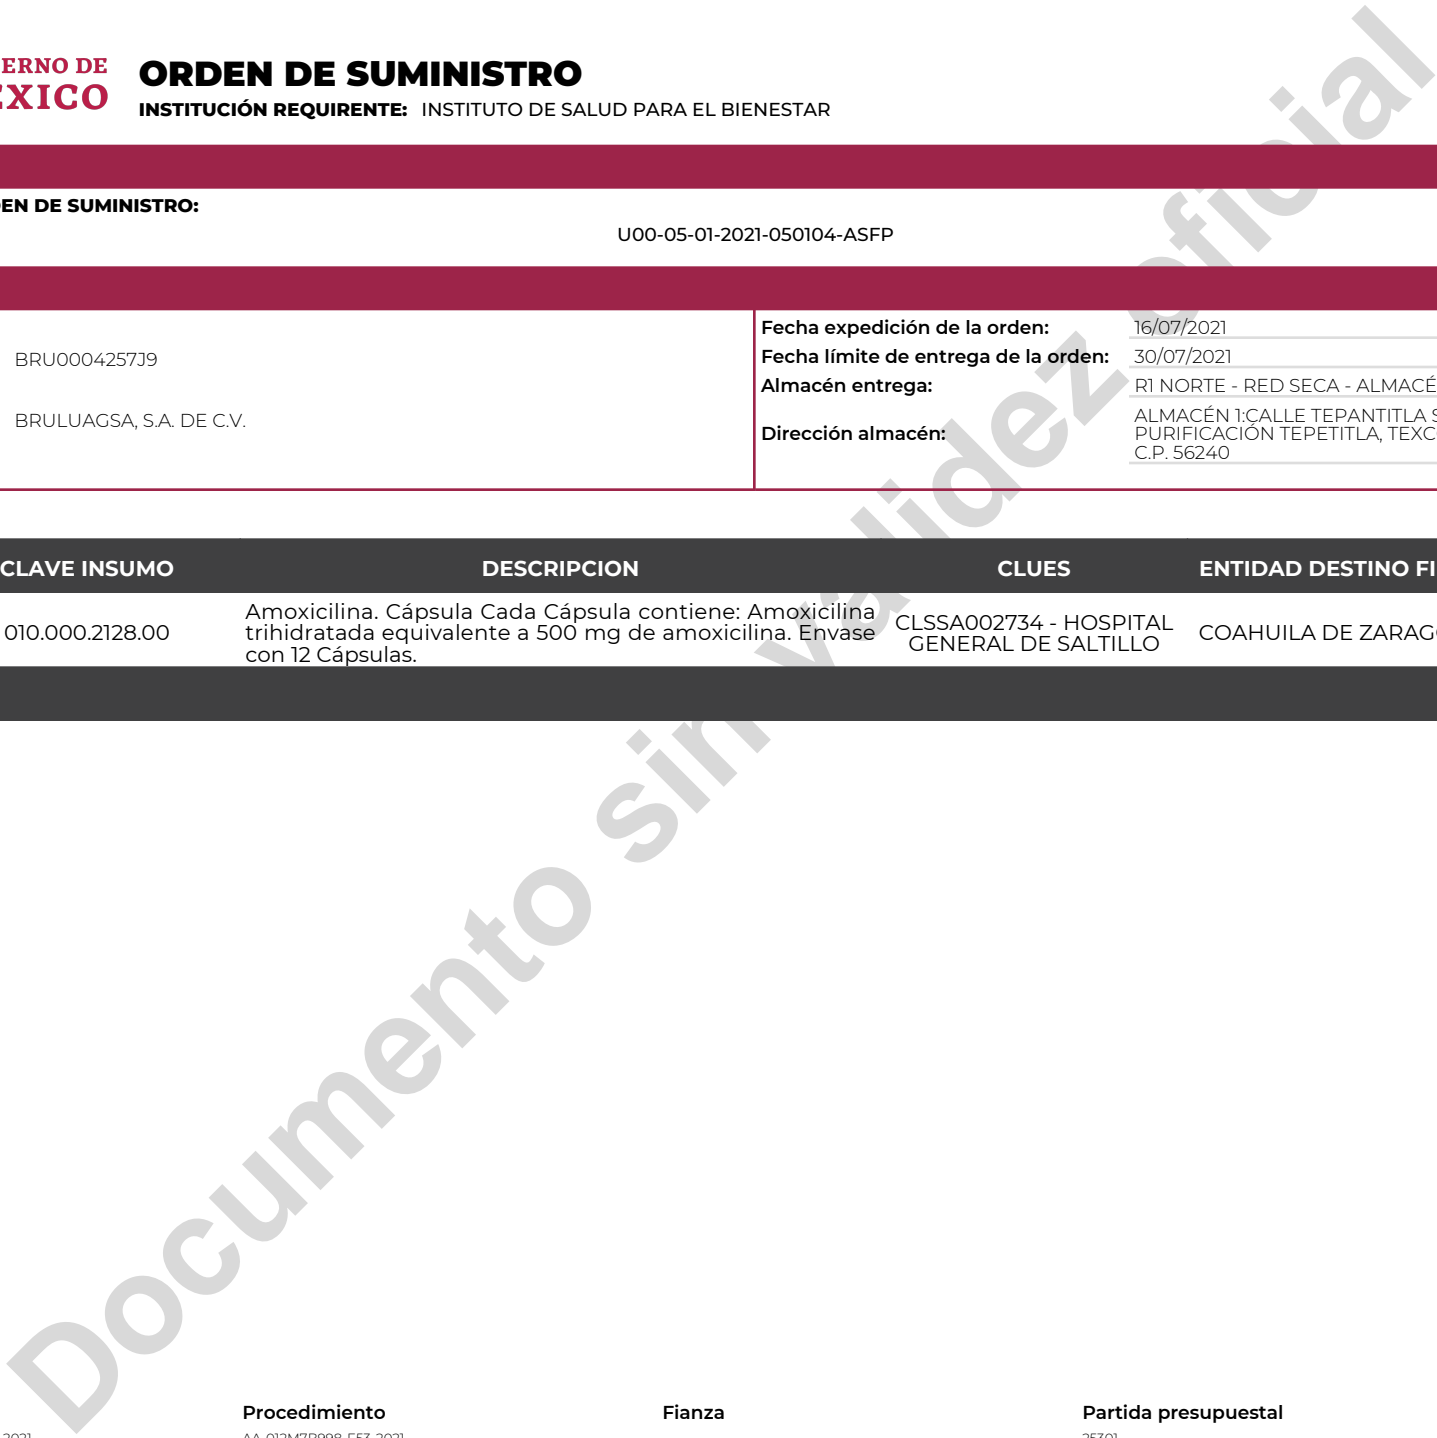 ERNO DE
ORDEN DE SUMINISTRO
EXICO
INSTITUCIÓN REQUIRENTE: INSTITUTO DE SALUD PARA EL BIENESTAR
EN DE SUMINISTRO:
U00-05-01-2021-050104-ASFP
Fecha expedición de la orden: 16/07/2021
BRU0004257J9
Fecha límite de entrega de la orden: 30/07/2021
Almacén entrega: R1 NORTE - RED SECA - ALMACÉ
BRULUAGSA, S.A. DE C.V.
Dirección almacén:
ALMACÉN 1:CALLE TEPANTITLA S
PURIFICACIÓN TEPETITLA, TEXC
C.P. 56240
CLAVE INSUMO DESCRIPCION CLUES ENTIDAD DESTINO FI
010.000.2128.00
Amoxicilina. Cápsula Cada Cápsula contiene: Amoxicilina
trihidratada equivalente a 500 mg de amoxicilina. Envase
con 12 Cápsulas.
CLSSA002734 - HOSPITAL
GENERAL DE SALTILLO
COAHUILA DE ZARAG
Documento sin validez oficial
Procedimiento Fianza Partida presupuestal